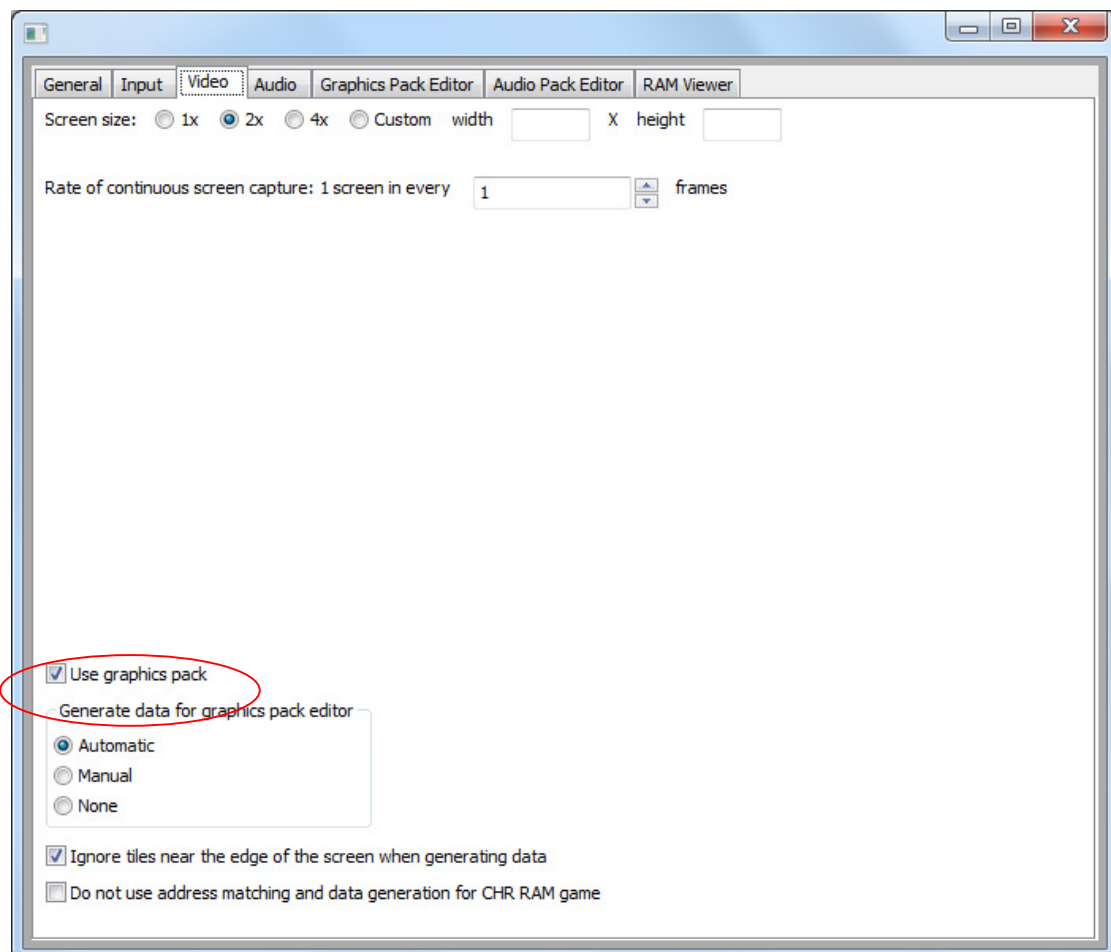 General Input Video Audio Graphics Pack Editor Audio Pack Editor RAM Viewer
Screen size: 1x 2x 4x Custom width X height
Rate of continuous screen capture: 1 screen in every 1 frames
Use graphics pack
Generate data for graphics pack editor
Automatic
Manual
None
Ignore tiles near the edge of the screen when generating data
Do not use address matching and data generation for CHR RAM game